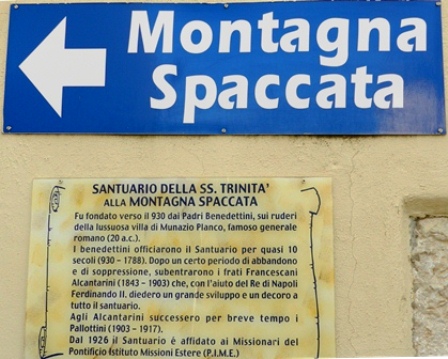 Montagna
Spaccata
SANTUARIO DELLA SS. TRINITA'
ALLA MONTAGNA SPACCATA
Fu fondato verso il 930 dai Padri Benedettini, sui ruderi
della lussuosa villa di Munazio Planco, famoso generale
romano (20 a.c.).
I benedettini officiarono il Santuario per quasi 10
secoli (930 - 1788). Dopo un certo periodo di abbandono
e di soppressione, subentrarono i frati Francescani
Alcantarini (1843 - 1903) che, con l'aiuto del Re di Napoli
Ferdinando II. diedero un grande sviluppo e un decoro a
tutto il santuario.
Agli Alcantarini successero per breve tempo i
Pallottini (1903 - 1917).
Dal 1926 il Santuario è affidato ai Missionari del
Pontificio Istituto Missioni Estere (P.I.M.E.)